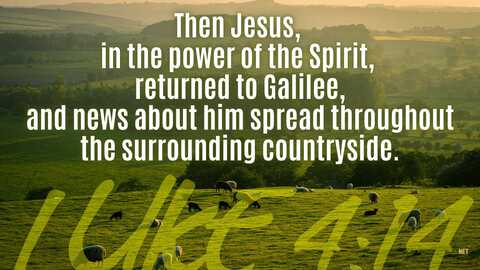 Then Jesus,
in the power of the Spirit,
returned to Galilee,
and news about him spread throughout
the surrounding countryside.
Luke 4:14
NET